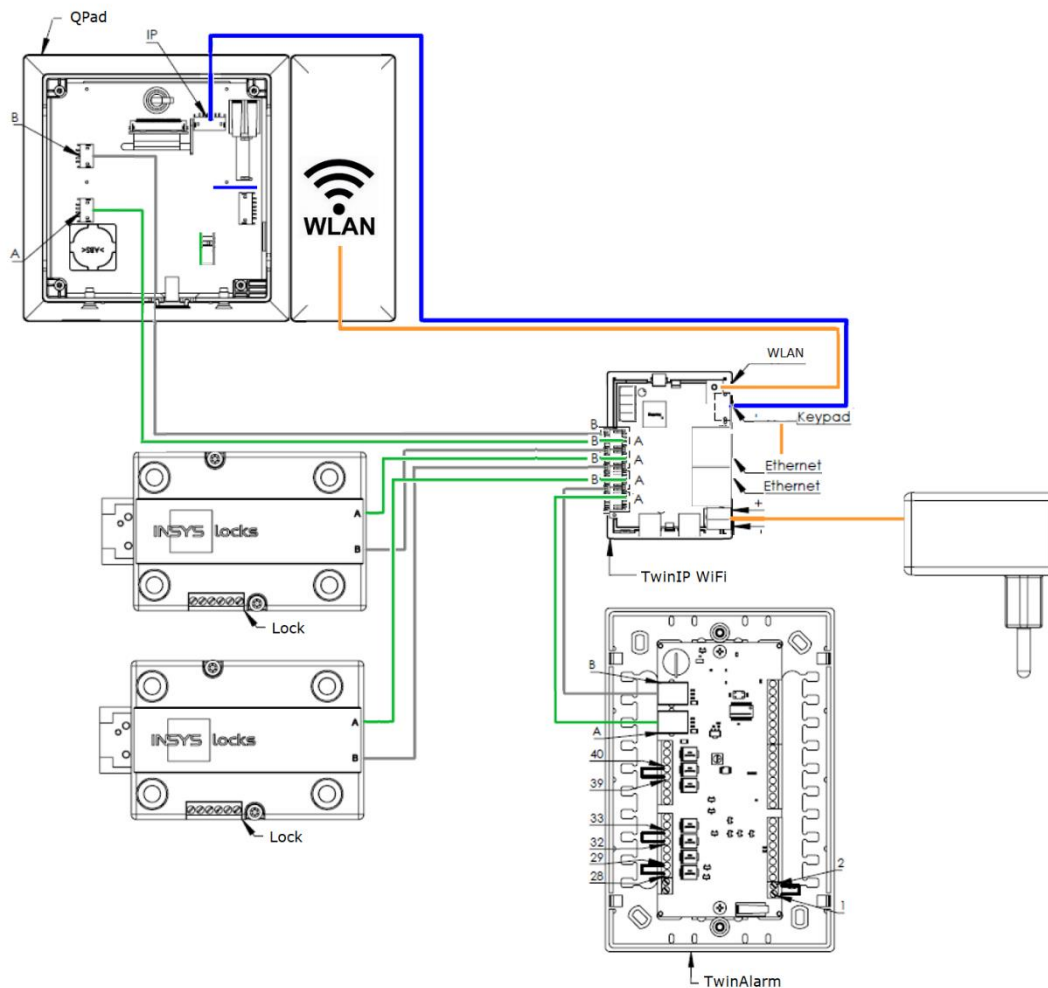 QPad
IP
B
A
>ABS<
WLAN
WLAN
Keypad
Ethernet
Ethernet
+
-
B
A
B
A
B
A
A
TwinIP WiFi
A
INSYS locks
B
Lock
A
INSYS locks
B
Lock
B
A
40
39
33
32
29
28
2
1
TwinAlarm